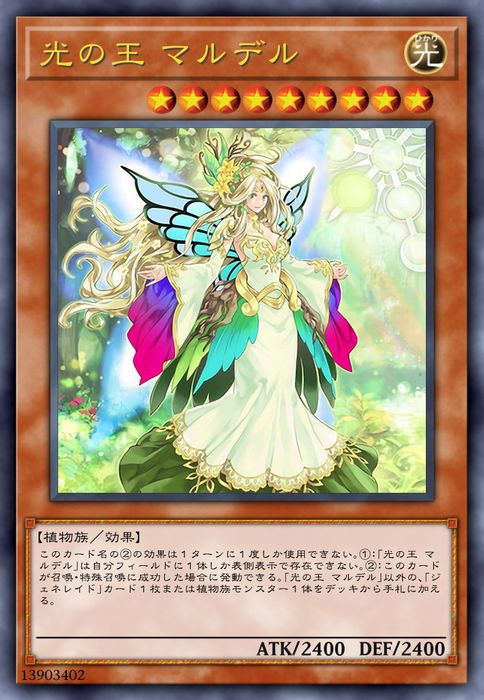 光の王 マルデル
ひかり
光
【植物族／効果】
このカード名の②の効果は１ターンに１度しか使用できない。①：「光の王 マ
ルデル」は自分フィールドに１体しか表側表示で存在できない。②：このカード
が召喚・特殊召喚に成功した場合に発動できる。「光の王 マルデル」以外の、「ジ
ェネレイド」カード１枚または植物族モンスター１体をデッキから手札に加え
る。
ATK/2400 DEF/2400
13903402